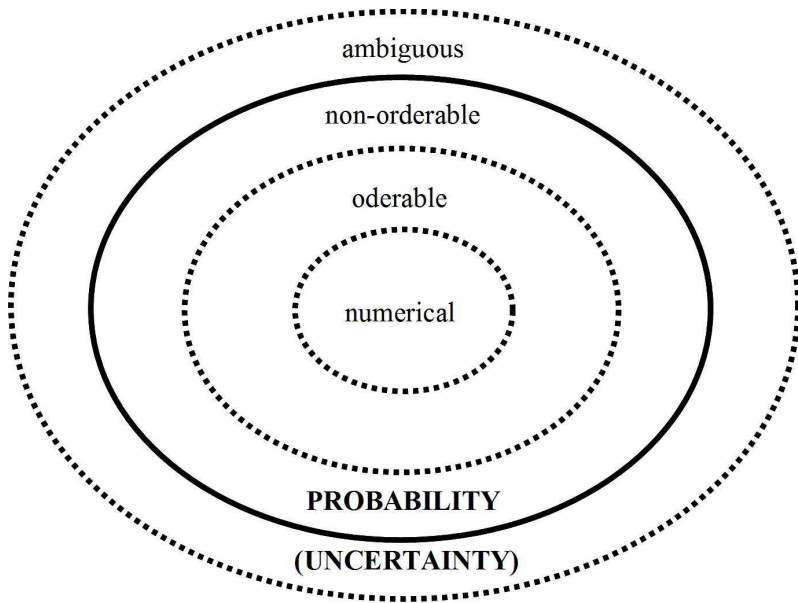 ambiguous
non-orderable
oderable
numerical
PROBABILITY
(UNCERTAINTY)